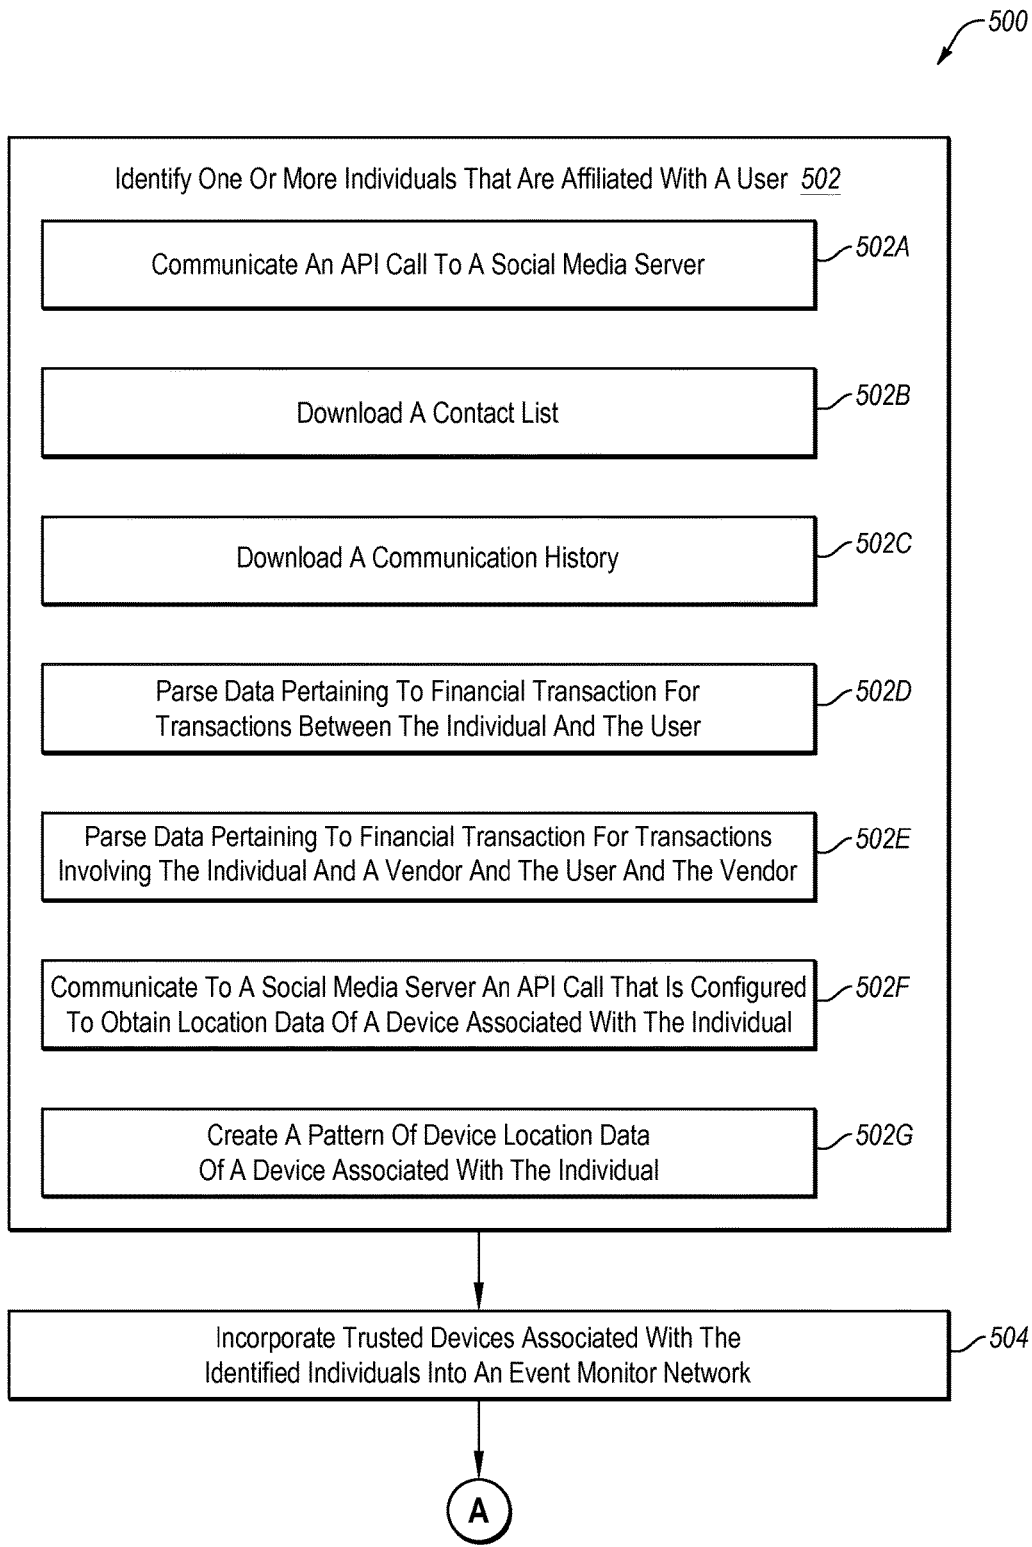 500
Identify One Or More Individuals That Are Affiliated With A User 502
Communicate An API Call To A Social Media Server
502A
Download A Contact List
502B
Download A Communication History
502C
Parse Data Pertaining To Financial Transaction For
Transactions Between The Individual And The User
502D
Parse Data Pertaining To Financial Transaction For Transactions
Involving The Individual And A Vendor And The User And The Vendor
502E
Communicate To A Social Media Server An API Call That Is Configured
To Obtain Location Data Of A Device Associated With The Individual
502F
Create A Pattern Of Device Location Data
Of A Device Associated With The Individual
502G
Incorporate Trusted Devices Associated With The
Identified Individuals Into An Event Monitor Network
504
A